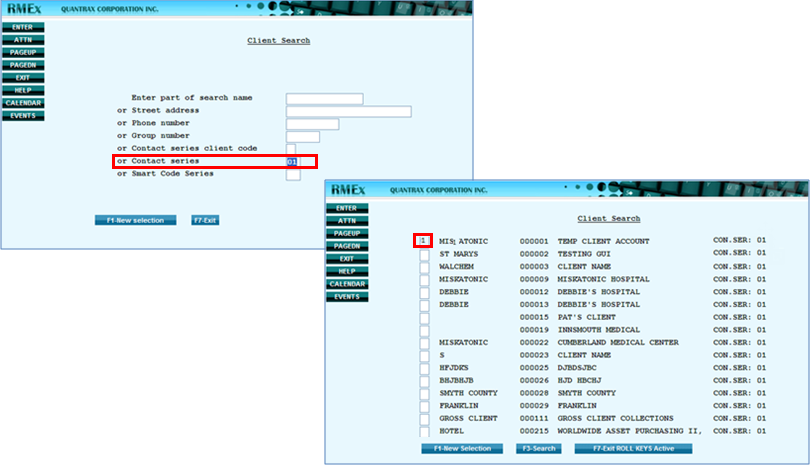 RMEx QUANTRAX CORPORATION INC.
ENTER
ATTN
PAGEUP
PAGEDN
EXIT
HELP
CALENDAR
EVENTS
Client Search
Enter part of search name
or Street address
or Phone number
or Group number
or Contact series client code
or Contact series 01
or Smart Code Series
F1-New selection F7-Exit
RMEx QUANTRAX CORPORATION INC.
ENTER
ATTN
PAGEUP
PAGEDN
EXIT
HELP
CALENDAR
EVENTS
Client Search
1 MIS; ATONIC 000001 TEMP CLIENT ACCOUNT CON.SER: 01
ST MARYS 000002 TESTING GUI CON.SER: 01
WALCHEM 000003 CLIENT NAME CON.SER: 01
MISKATONIC 000009 MISKATONIC HOSPITAL CON.SER: 01
DEBBIE 000012 DEBBIE'S HOSPITAL CON.SER: 01
DEBBIE 000013 DEBBIE'S HOSPITAL CON.SER: 01
000015 PAT'S CLIENT CON.SER: 01
000019 INNSMOUTH MEDICAL CON.SER: 01
MISKATONIC 000022 CUMBERLAND MEDICAL CENTER CON.SER: 01
S 000023 CLIENT NAME CON.SER: 01
HFJDKS 000025 DJBDSJBC CON.SER: 01
BHJBHJB 000026 HJD HBCHJ CON.SER: 01
SMYTH COUNTY 000028 SMYTH COUNTY CON.SER: 01
FRANKLIN 000029 FRANKLIN CON.SER: 01
GROSS CLIENT 000111 GROSS CLIENT COLLECTIONS CON.SER: 01
HOTEL 000215 WORLDWIDE ASSET PURCHASING II, CON.SER: 01
F1-New Selection F3-Search F7-Exit ROLL KEYS Active